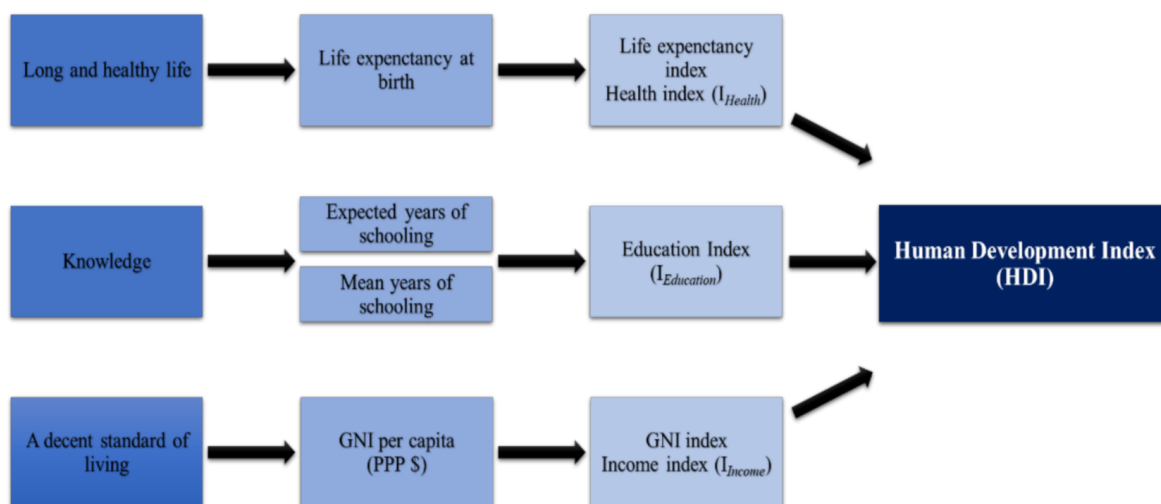 Long and healthy life
Life expenctancy at
birth
Life expenctancy
index
Health index (I_Health)
Knowledge
Expected years of
schooling
Mean years of
schooling
Education Index
(I_Education)
Human Development Index
(HDI)
A decent standard of
living
GNI per capita
(PPP $)
GNI index
Income index (I_Income)